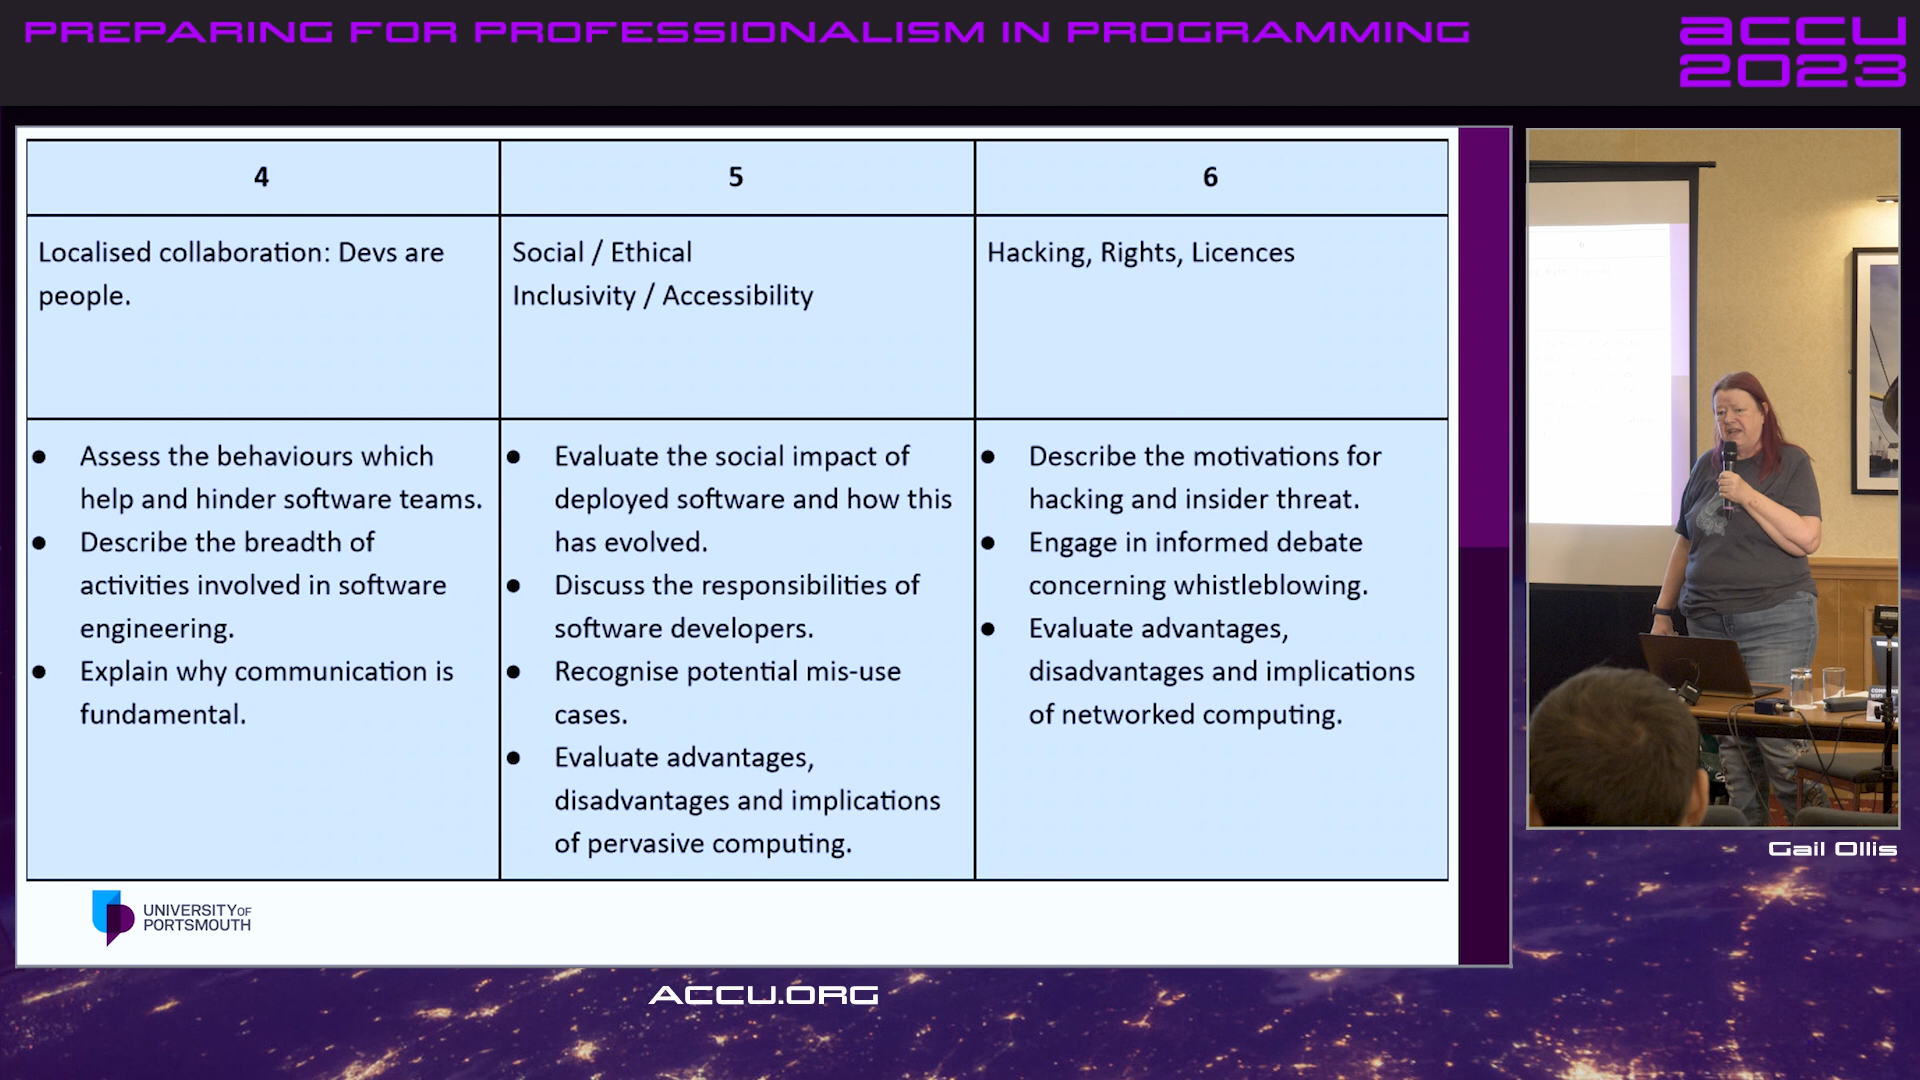 PREPARING FOR PROFESSIONALISM IN PROGRAMMING
accu
2023
4
5
6
Localised collaboration: Devs are
people.
Social / Ethical
Inclusivity / Accessibility
Hacking, Rights, Licences
● Assess the behaviours which
help and hinder software teams.
● Describe the breadth of
activities involved in software
engineering.
● Explain why communication is
fundamental.
● Evaluate the social impact of
deployed software and how this
has evolved.
● Discuss the responsibilities of
software developers.
● Recognise potential mis-use
cases.
● Evaluate advantages,
disadvantages and implications
of pervasive computing.
● Describe the motivations for
hacking and insider threat.
● Engage in informed debate
concerning whistleblowing.
● Evaluate advantages,
disadvantages and implications
of networked computing.
UNIVERSITY OF
PORTSMOUTH
Gail Ollis
ACCU.ORG